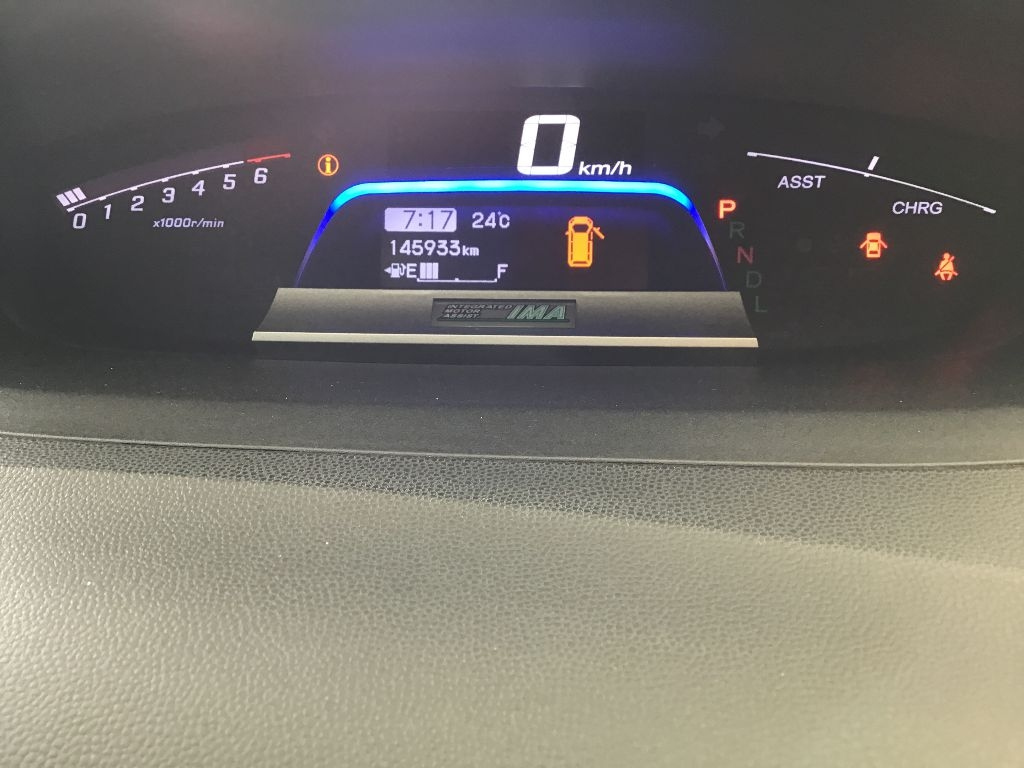 0
km/h
0 1 2 3 4 5 6
x1000r/min
7:17 24°C
145933km
E F
INTEGRATED
MOTOR
ASSIST
IMA
P
R
N
D
L
ASST
CHRG